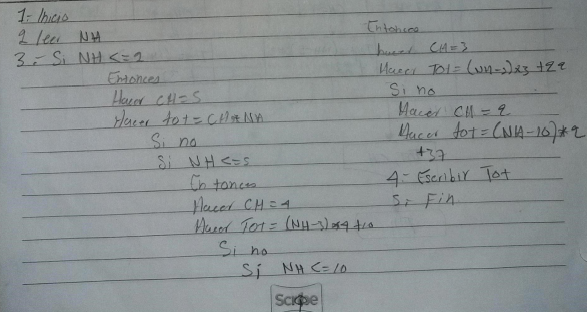 1- Inicio
2 leer NH
3.- Si NH <= 2
Entonces
Hacer CH = 5
Hacer tot = CH * NH
Si no
Si NH <= 5
Entonces
Hacer CH = 4
Hacer Tot = (NH-3) * 4 + 10
Si no
Si NH <= 10
Entonces
hacer CH = 3
Hacer Tot = (NH-5) * 3 + 22
Si no
Hacer CH = 2
Hacer tot = (NH-10) * 2
+37
4- Escribir Tot
5: Fin